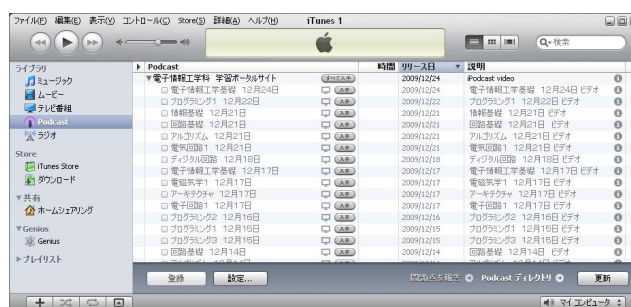 ファイル(F) 編集(E) 表示(V) コントロール(C) Store(S) 詳細(A) ヘルプ(H) iTunes 1
検索
ライブラリ
ミュージック
ムービー
テレビ番組
Podcast
ラジオ
Store
iTunes Store
ダウンロード
共有
ホームシェアリング
Genius
Genius
プレイリスト
Podcast 時間 リリース日 説明
電子情報工学科 学習ポータルサイト すべて入手 2009/12/24 iPodcast video
電子情報工学基礎 12月24日 入手 2009/12/24 電子情報工学基礎 12月24日 ビデオ
プログラミング1 12月22日 入手 2009/12/22 プログラミング1 12月22日 ビデオ
情報基礎 12月21日 入手 2009/12/21 情報基礎 12月21日 ビデオ
回路基礎 12月21日 入手 2009/12/21 回路基礎 12月21日 ビデオ
アルゴリズム 12月21日 入手 2009/12/21 アルゴリズム 12月21日 ビデオ
電気回路1 12月21日 入手 2009/12/21 電気回路1 12月21日 ビデオ
ディジタル回路 12月18日 入手 2009/12/18 ディジタル回路 12月18日 ビデオ
電子情報工学基礎 12月17日 入手 2009/12/17 電子情報工学基礎 12月17日 ビデオ
電磁気学1 12月17日 入手 2009/12/17 電磁気学1 12月17日 ビデオ
アーキテクチャ 12月17日 入手 2009/12/17 アーキテクチャ 12月17日 ビデオ
電子回路1 12月17日 入手 2009/12/17 電子回路1 12月17日 ビデオ
プログラミング2 12月16日 入手 2009/12/16 プログラミング2 12月16日 ビデオ
プログラミング1 12月15日 入手 2009/12/15 プログラミング1 12月15日 ビデオ
プログラミング3 12月15日 入手 2009/12/15 プログラミング3 12月15日 ビデオ
回路基礎 12月14日 入手 2009/12/14 回路基礎 12月14日 ビデオ
登録 設定... 問題点を報告 Podcast ディレクトリ 更新
マイ コンピュータ